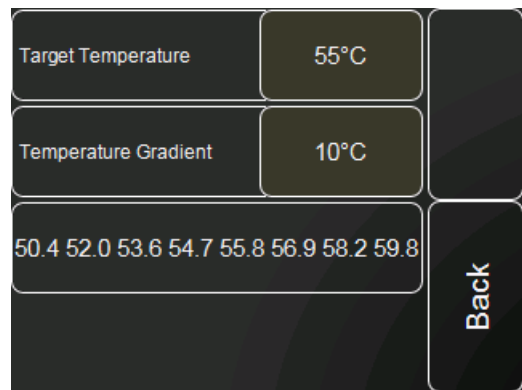 Target Temperature 55°C
Temperature Gradient 10°C
50.4 52.0 53.6 54.7 55.8 56.9 58.2 59.8
Back